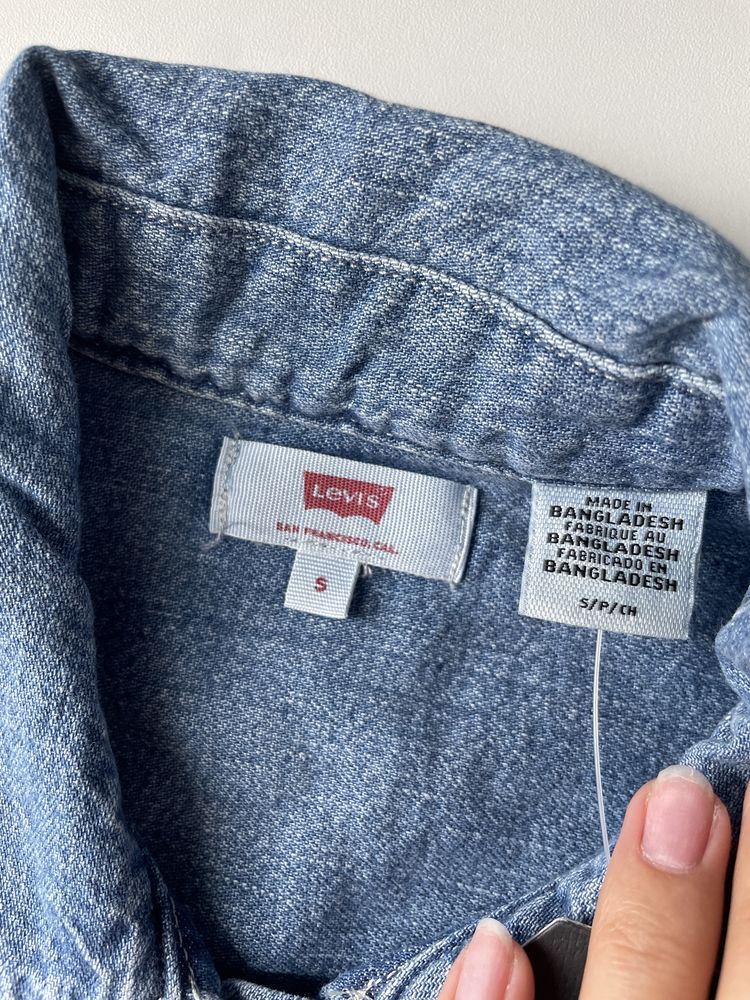 Levi's
SAN FRANCISCO, CAL.
S
MADE IN
BANGLADESH
FABRIQUE AU
BANGLADESH
FABRICADO EN
BANGLADESH
S/P/CH